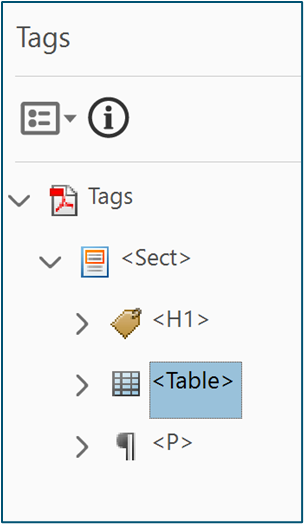 Tags
Tags
<Sect>
<H1>
<Table>
<P>